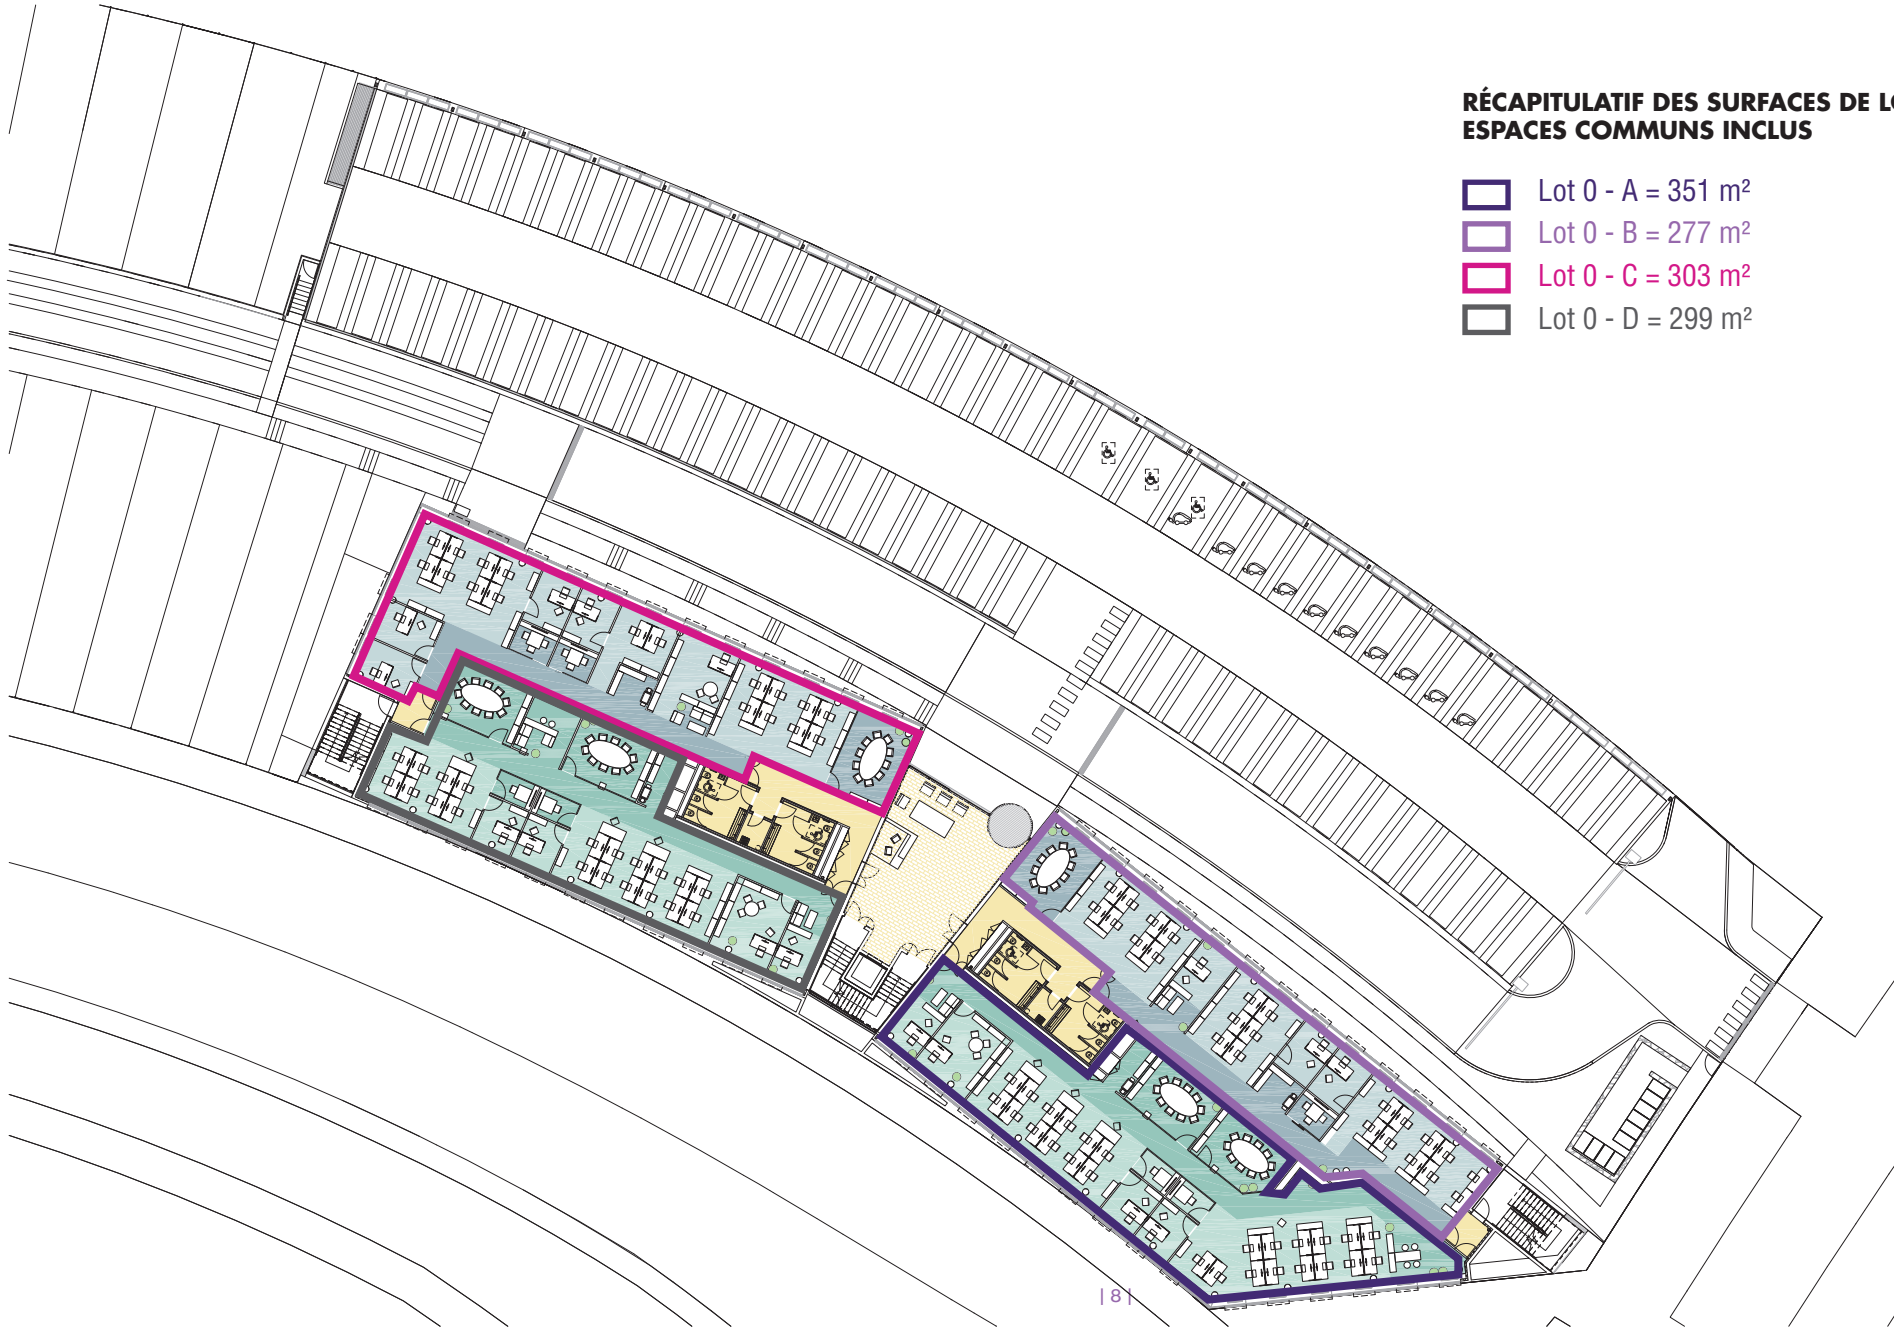 RÉCAPITULATIF DES SURFACES DE
ESPACES COMMUNS INCLUS
Lot 0 - A = 351 m²
Lot 0 - B = 277 m²
Lot 0 - C = 303 m²
Lot 0 - D = 299 m²
| 8 |